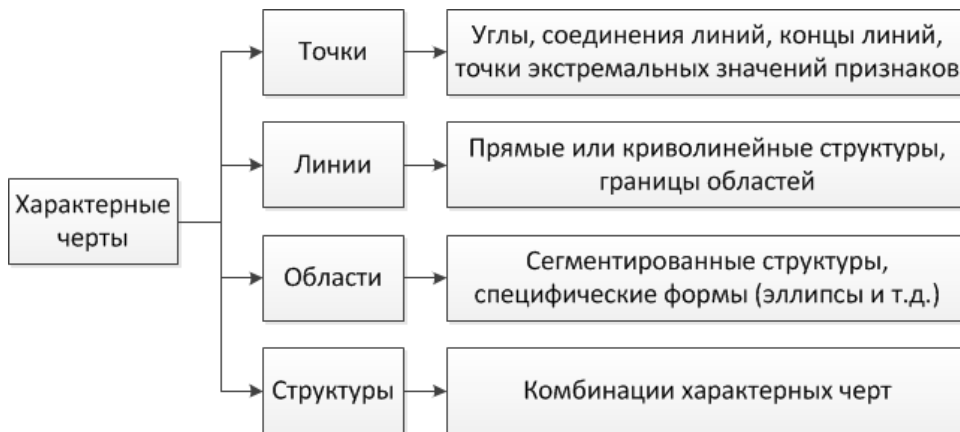 Точки
Углы, соединения линий, концы линий,
точки экстремальных значений признаков
Линии
Прямые или криволинейные структуры,
границы областей
Характерные
черты
Области
Сегментированные структуры,
специфические формы (эллипсы и т.д.)
Структуры
Комбинации характерных черт